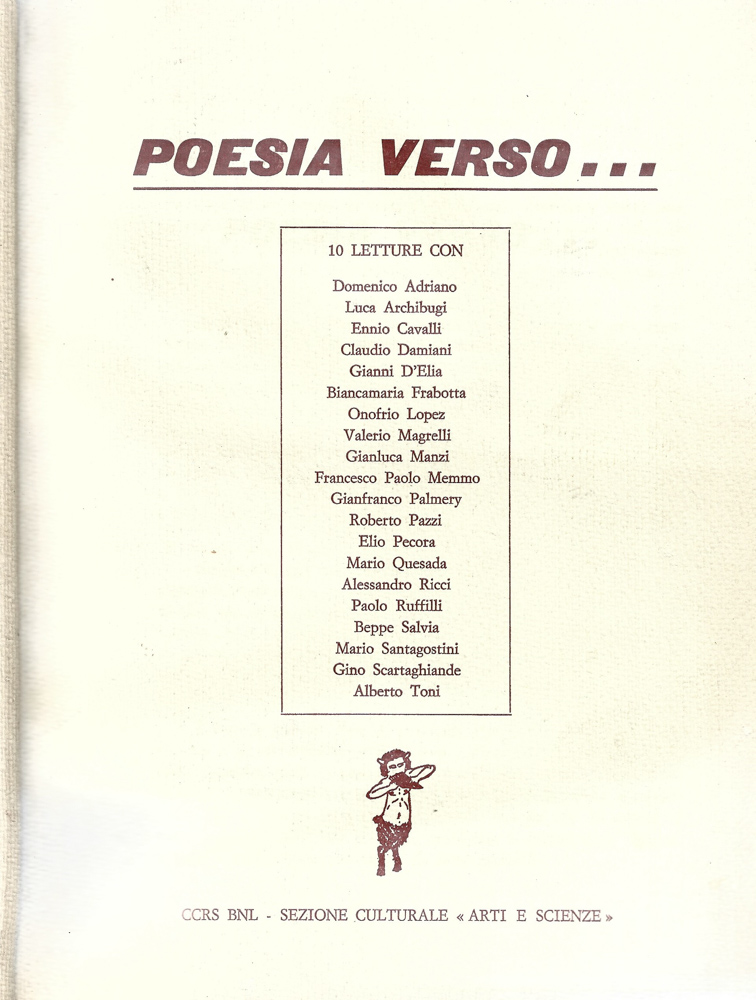 POESIA VERSO...
10 LETTURE CON
Domenico Adriano
Luca Archibugi
Ennio Cavalli
Claudio Damiani
Gianni D'Elia
Biancamaria Frabotta
Onofrio Lopez
Valerio Magrelli
Gianluca Manzi
Francesco Paolo Memmo
Gianfranco Palmery
Roberto Pazzi
Elio Pecora
Mario Quesada
Alessandro Ricci
Paolo Ruffilli
Beppe Salvia
Mario Santagostini
Gino Scartaghiande
Alberto Toni
CCRS BNL - SEZIONE CULTURALE « ARTI E SCIENZE »